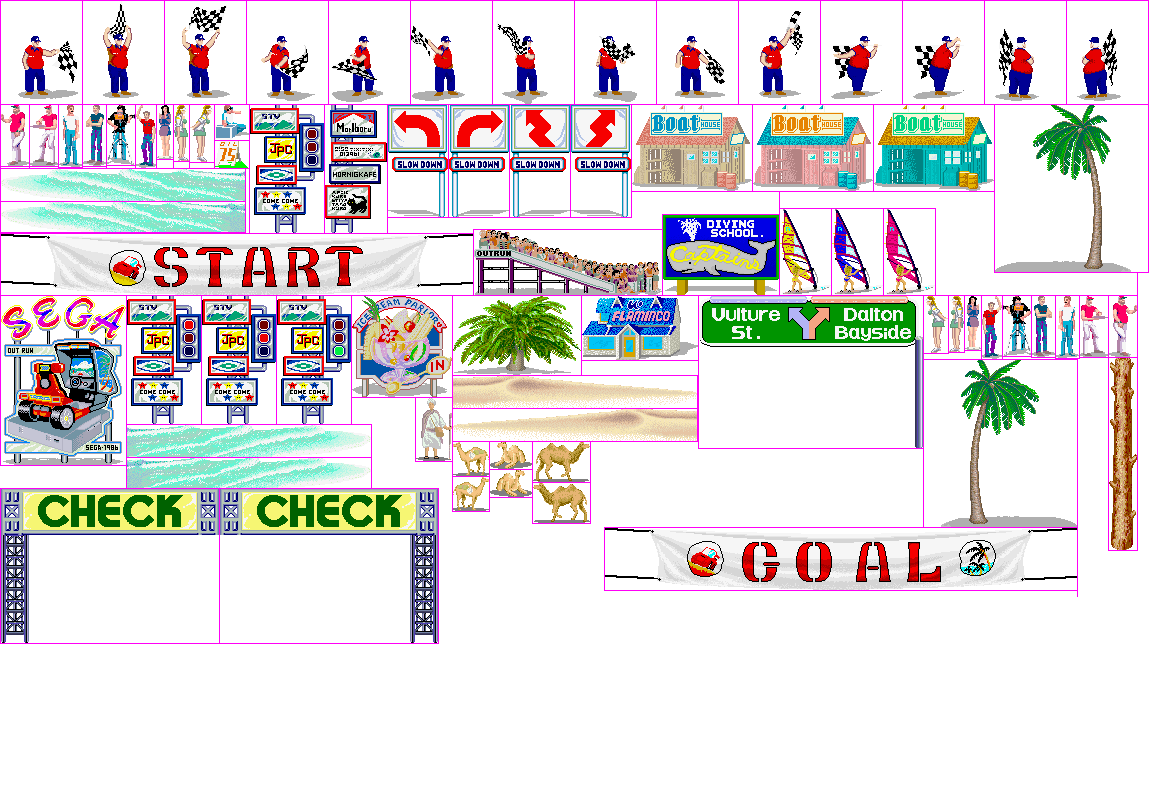 STV
Marlboro
JPC
HORNIGKAFE
COME COME
SLOW DOWN
SLOW DOWN
SLOW DOWN
SLOW DOWN
Boat HOUSE
Boat HOUSE
Boat HOUSE
START
OUTRUN
DIVING
SCHOOL.
Captains
SEGA
OUT RUN
SEGA-1986
STV
JPC
COME COME
STV
JPC
COME COME
STV
JPC
COME COME
ICE CREAM PARLOR
IN
FLAMINGO
Vulture
St.
Dalton
Bayside
CHECK
CHECK
GOAL